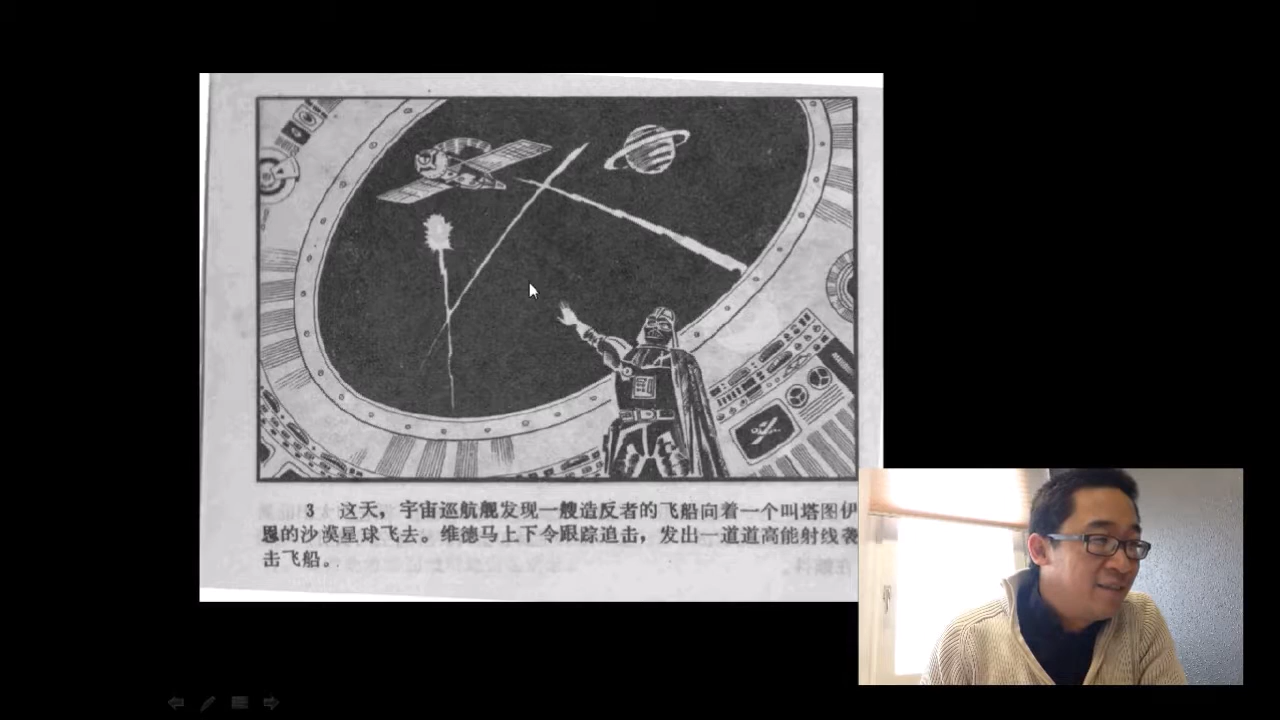 3 这天，宇宙巡航舰发现一艘造反者的飞船向着一个叫塔图伊
恩的沙漠星球飞去。维德马上下令跟踪追击，发出一道道高能射线袭
击飞船。